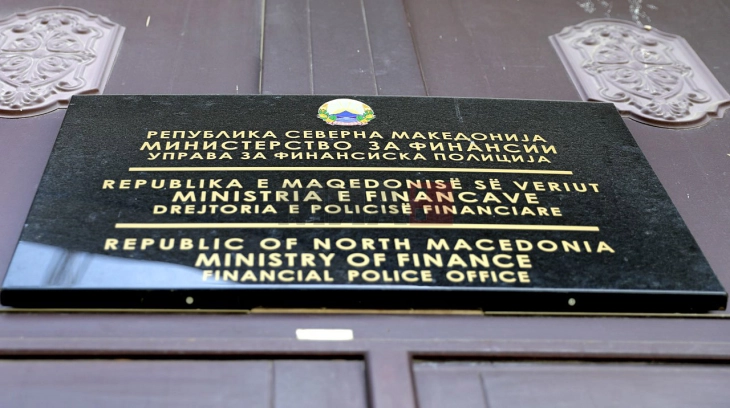 РЕПУБЛИКА СЕВЕРНА МАКЕДОНИЈА
МИНИСТЕРСТВО ЗА ФИНАНСИИ
УПРАВА ЗА ФИНАНСИСКА ПОЛИЦИЈА
REPUBLIKA E MAQEDONISË SË VERIUT
MINISTRIA E FINANCAVE
DREJTORIA E POLICISË FINANCIARE
REPUBLIC OF NORTH MACEDONIA
MINISTRY OF FINANCE
FINANCIAL POLICE OFFICE